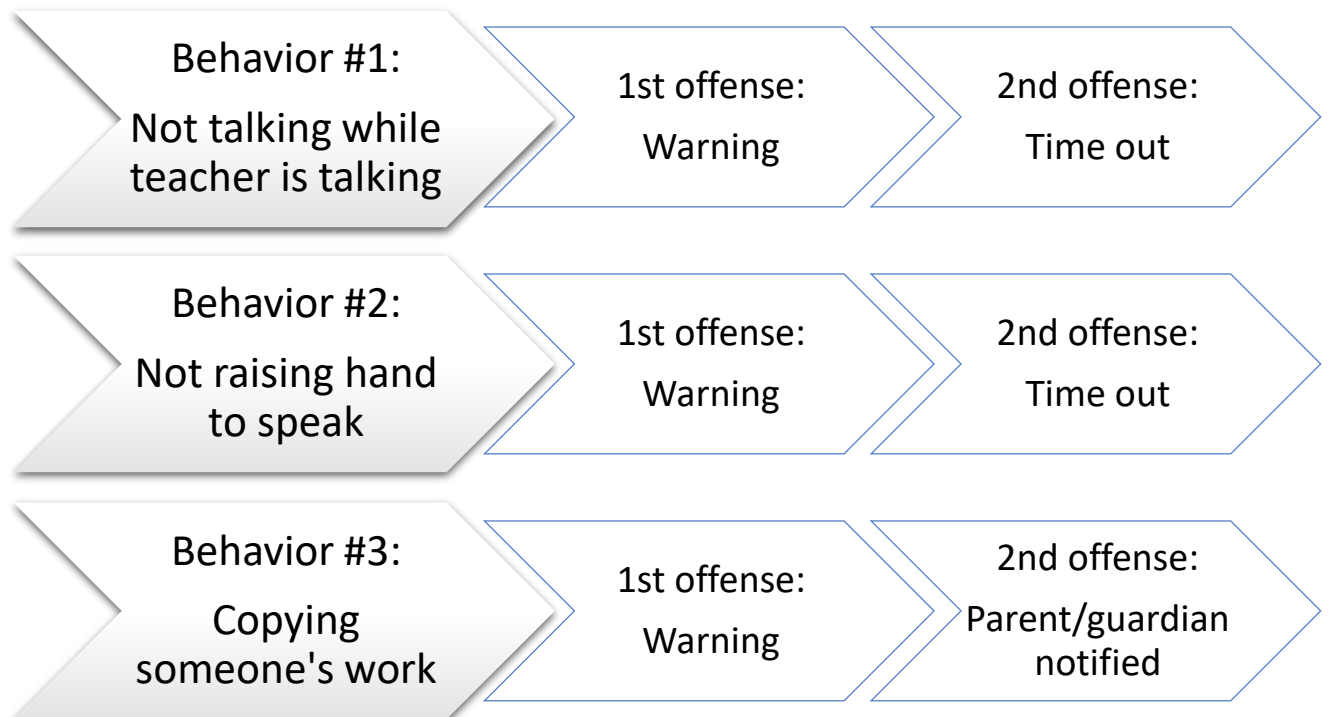 Behavior #1:
Not talking while
teacher is talking
1st offense:
Warning
2nd offense:
Time out
Behavior #2:
Not raising hand
to speak
1st offense:
Warning
2nd offense:
Time out
Behavior #3:
Copying
someone's work
1st offense:
Warning
2nd offense:
Parent/guardian
notified